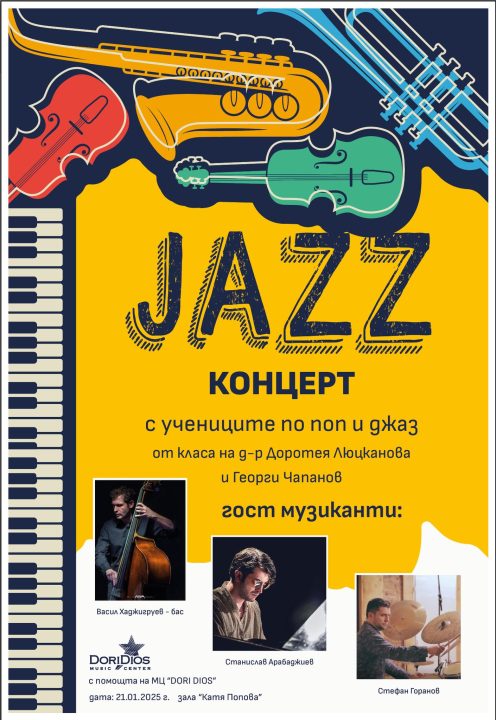 JAZZ
КОНЦЕРТ
с учениците по поп и джаз
от класа на д-р Доротея Люцканова
и Георги Чапанов
гост музиканти:
Васил Хаджигруев - бас
Станислав Арабаджиев
Стефан Горанов
DORIDIOS
MUSIC CENTER
с помощта на МЦ "DORI DIOS"
дата: 21.01.2025 г. зала "Катя Попова"